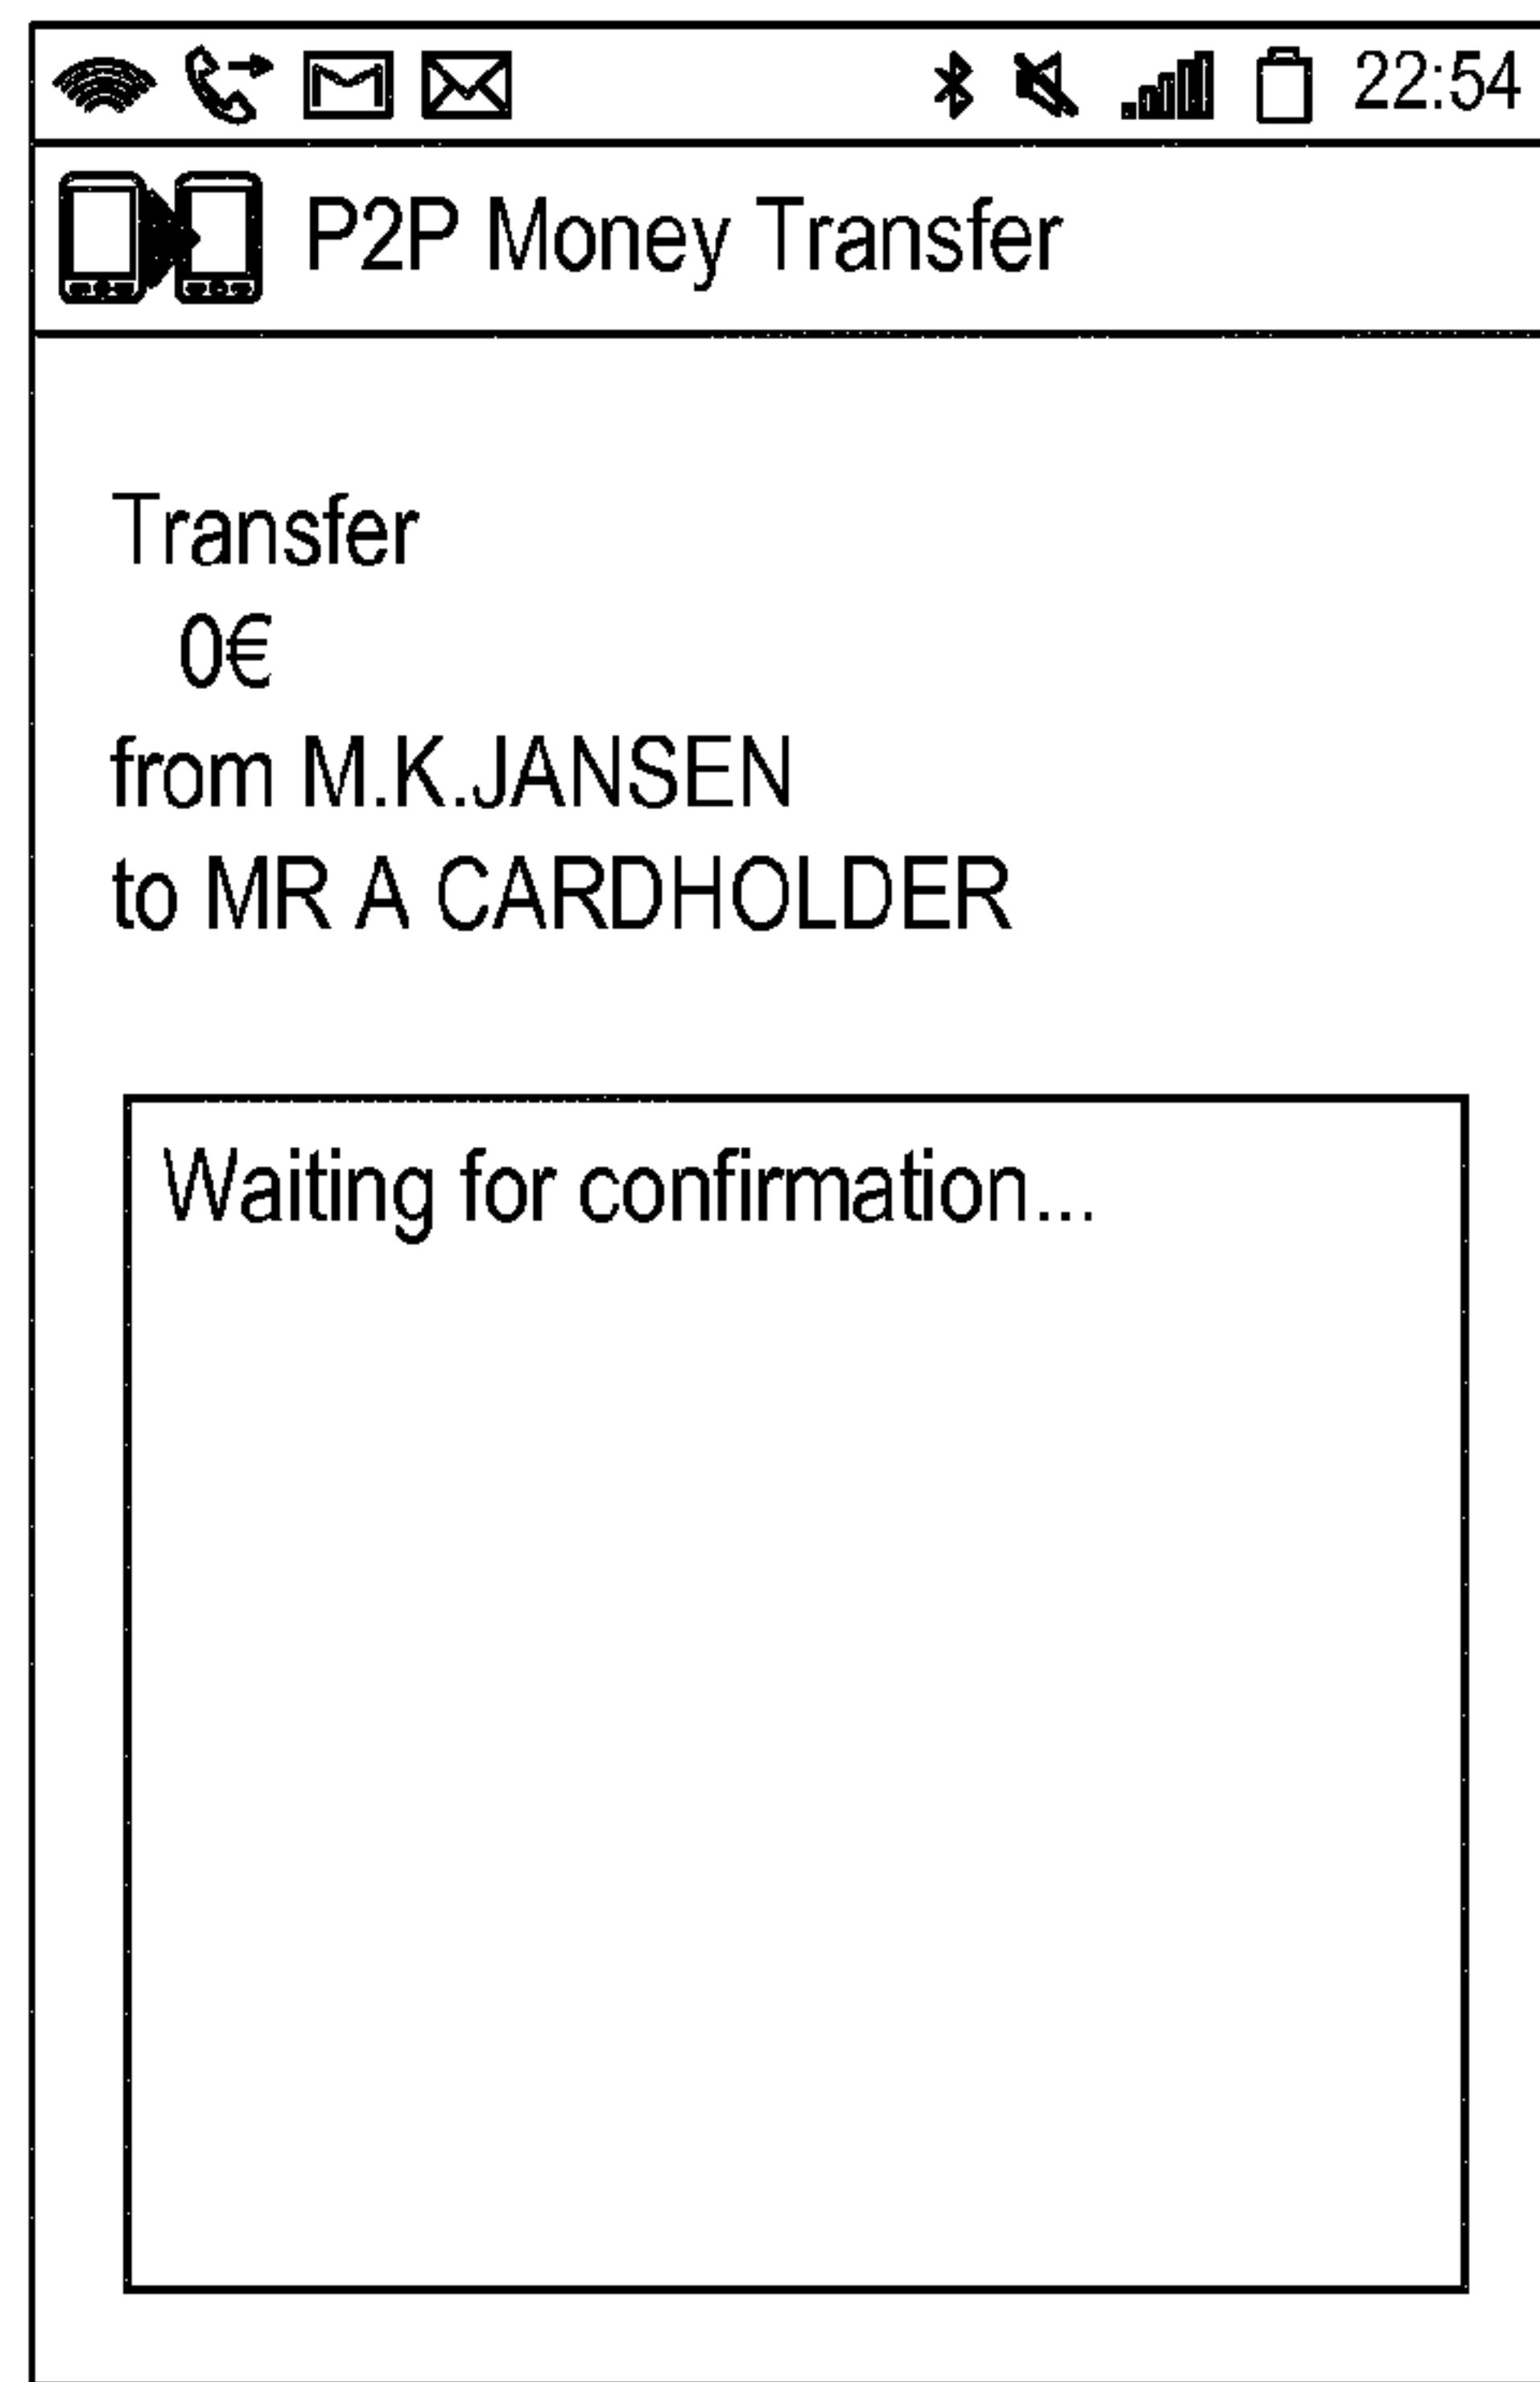 22:54
P2P Money Transfer
Transfer
0€
from M.K.JANSEN
to MR A CARDHOLDER
Waiting for confirmation...